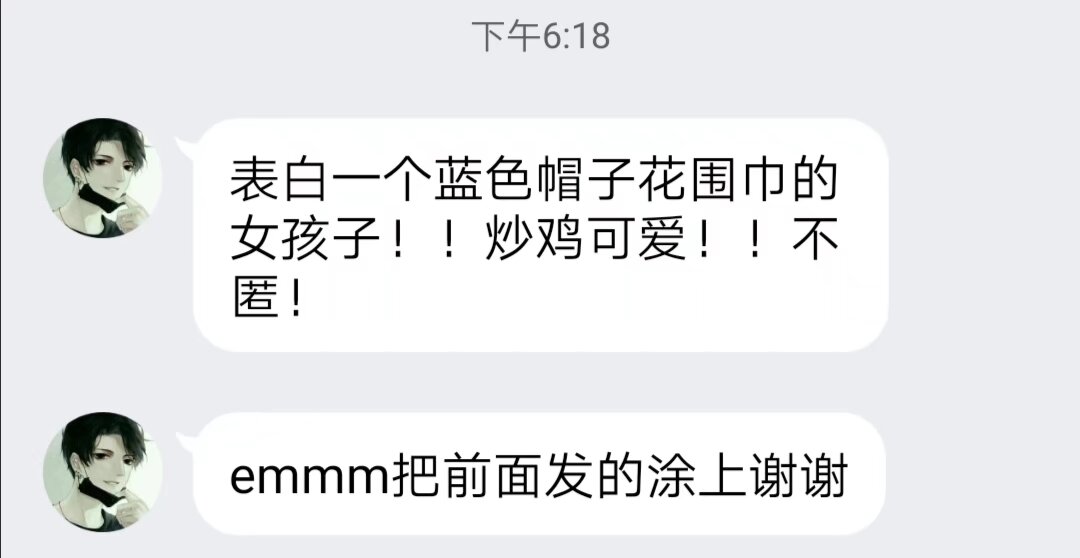 下午6:18
表白一个蓝色帽子花围巾的
女孩子！！炒鸡可爱！！不
匿！
emmm把前面发的涂上谢谢